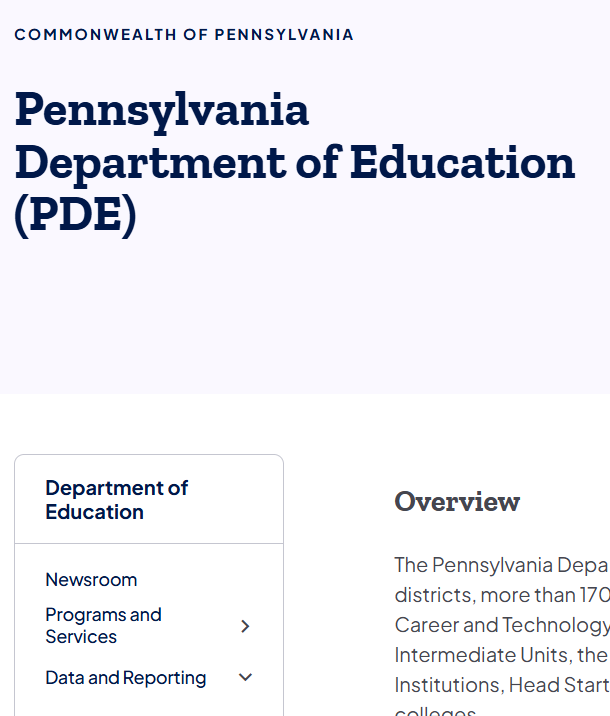 COMMONWEALTH OF PENNSYLVANIA
Pennsylvania
Department of Education
(PDE)
Department of
Education
Newsroom
Programs and
Services
Data and Reporting
Overview
The Pennsylvania Depa
districts, more than 170
Career and Technology
Intermediate Units, the
Institutions, Head Start
colleges